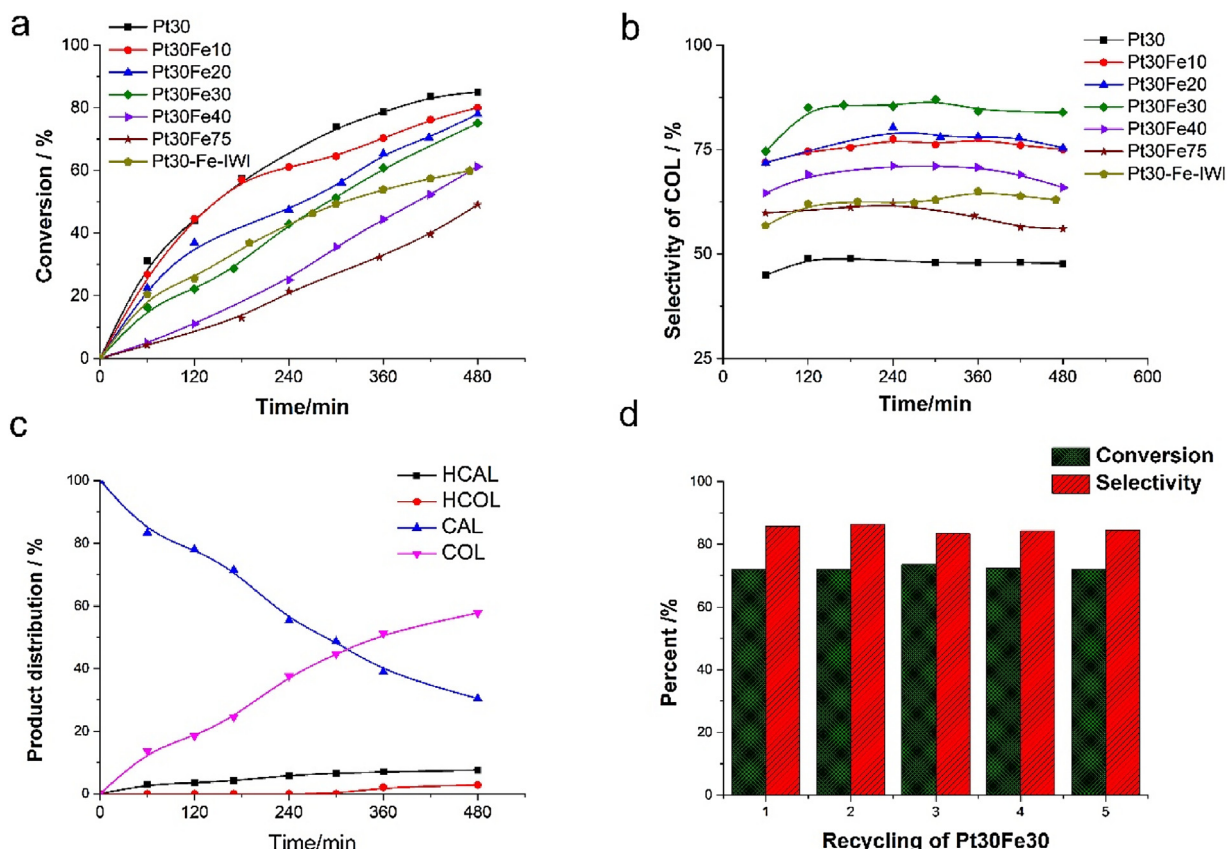 a
Pt30
Pt30Fe10
Pt30Fe20
Pt30Fe30
Pt30Fe40
Pt30Fe75
Pt30-Fe-IWI
100
80
60
40
20
0
Conversion / %
0 120 240 360 480
Time/min
b
Pt30
Pt30Fe10
Pt30Fe20
Pt30Fe30
Pt30Fe40
Pt30Fe75
Pt30-Fe-IWI
100
75
50
25
Selectivity of COL / %
0 120 240 360 480 600
Time/min
c
HCAL
HCOL
CAL
COL
100
80
60
40
20
0
Product distribution / %
0 120 240 360 480
Time/min
d
Conversion
Selectivity
100
80
60
40
20
0
Percent /%
1 2 3 4 5
Recycling of Pt30Fe30